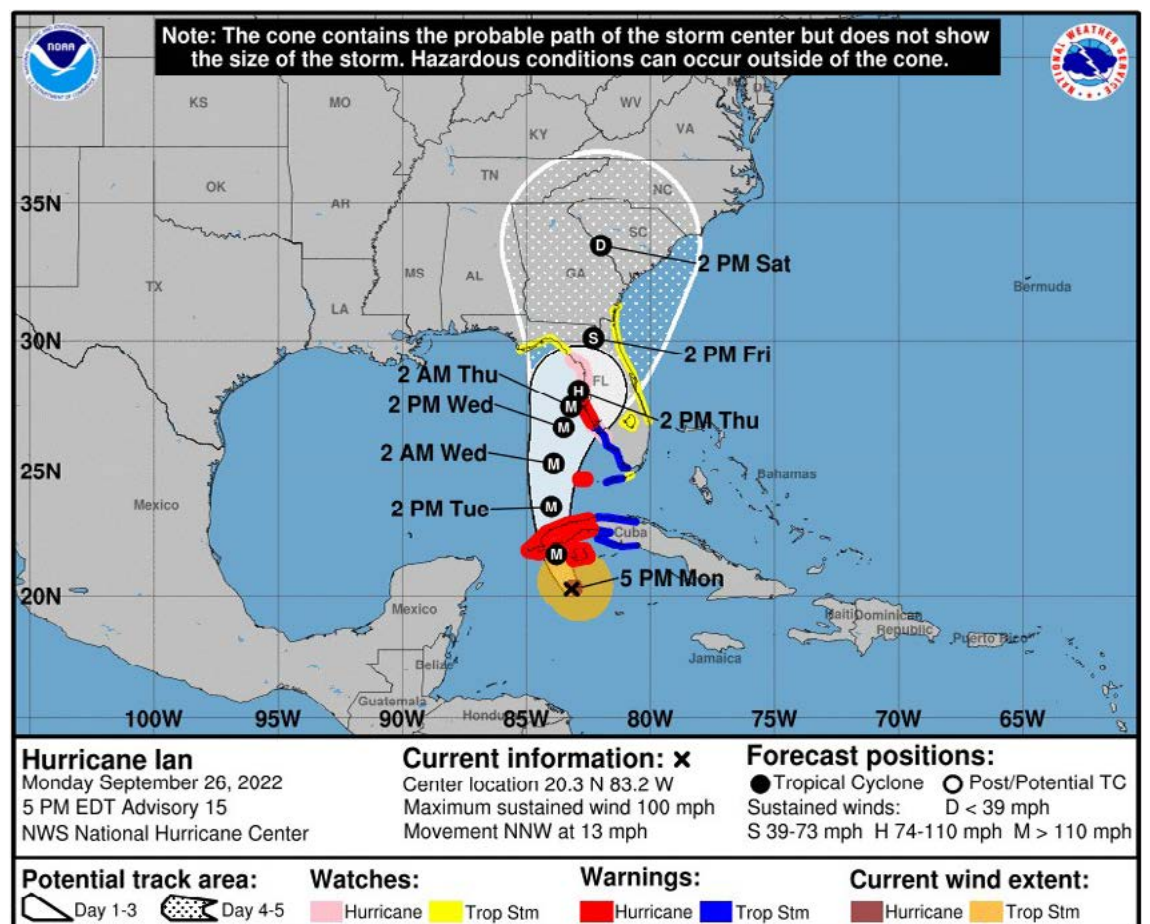 Note: The cone contains the probable path of the storm center but does not show
the size of the storm. Hazardous conditions can occur outside of the cone.
NOAA
NATIONAL WEATHER SERVICE
KS
MO
WV
DE
KY
VA
OK
TN
NC
35N
AR
SC
D
2 PM Sat
TX
MS
AL
GA
Bermuda
LA
30N
S
2 PM Fri
2 AM Thu
FL
H
M
2 PM Wed
2 PM Thu
M
2 AM Wed
M
25N
Bahamas
Mexico
2 PM Tue
M
Cuba
M
5 PM Mon
20N
Mexico
Haiti
Dominican
Republic
Puerto Rico
Jamaica
Belize
Guatemala
Hondu
100W 95W 90W 85W 80W 75W 70W 65W
Hurricane Ian
Monday September 26, 2022
5 PM EDT Advisory 15
NWS National Hurricane Center
Current information: ×
Center location 20.3 N 83.2 W
Maximum sustained wind 100 mph
Movement NNW at 13 mph
Forecast positions:
Tropical Cyclone Post/Potential TC
Sustained winds: D < 39 mph
S 39-73 mph H 74-110 mph M > 110 mph
Potential track area:
Day 1-3 Day 4-5
Watches:
Hurricane Trop Stm
Warnings:
Hurricane Trop Stm
Current wind extent:
Hurricane Trop Stm